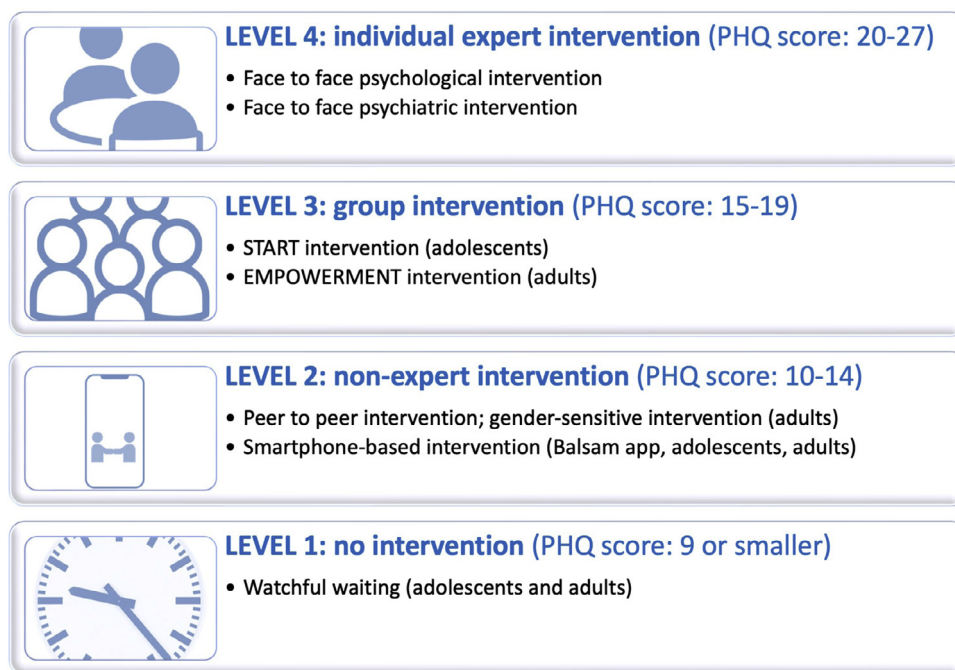 LEVEL 4: individual expert intervention (PHQ score: 20-27)
• Face to face psychological intervention
• Face to face psychiatric intervention
LEVEL 3: group intervention (PHQ score: 15-19)
• START intervention (adolescents)
• EMPOWERMENT intervention (adults)
LEVEL 2: non-expert intervention (PHQ score: 10-14)
• Peer to peer intervention; gender-sensitive intervention (adults)
• Smartphone-based intervention (Balsam app, adolescents, adults)
LEVEL 1: no intervention (PHQ score: 9 or smaller)
• Watchful waiting (adolescents and adults)